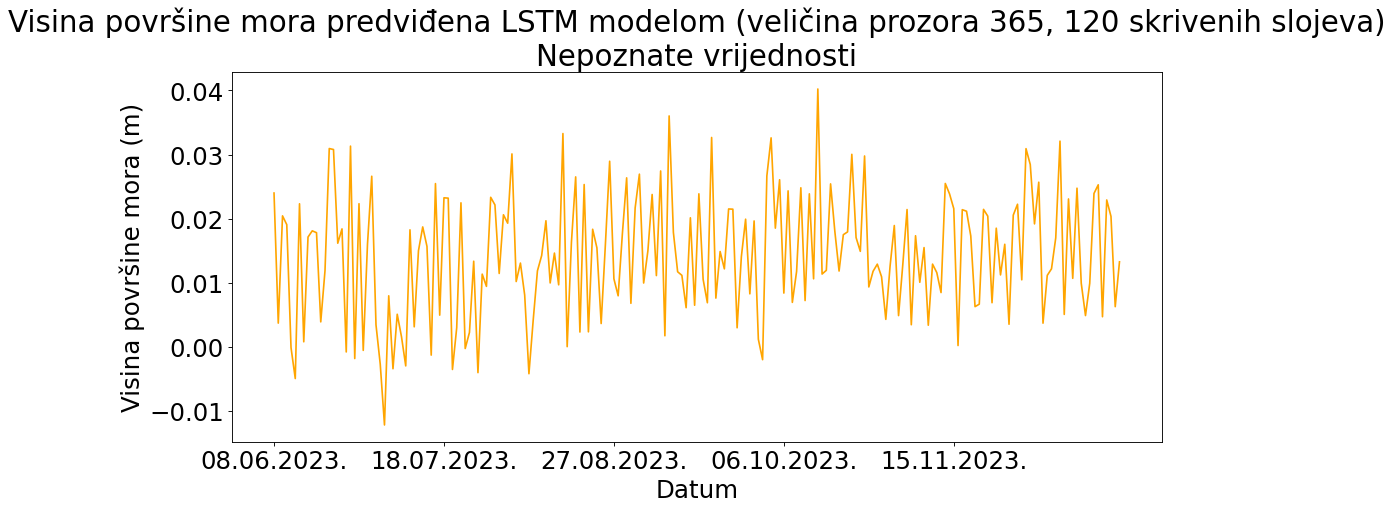 Visina površine mora predviđena LSTM modelom (veličina prozora 365, 120 skrivenih slojeva)
Nepoznate vrijednosti
Visina površine mora (m)
0.04
0.03
0.02
0.01
0.00
−0.01
08.06.2023. 18.07.2023. 27.08.2023. 06.10.2023. 15.11.2023.
Datum